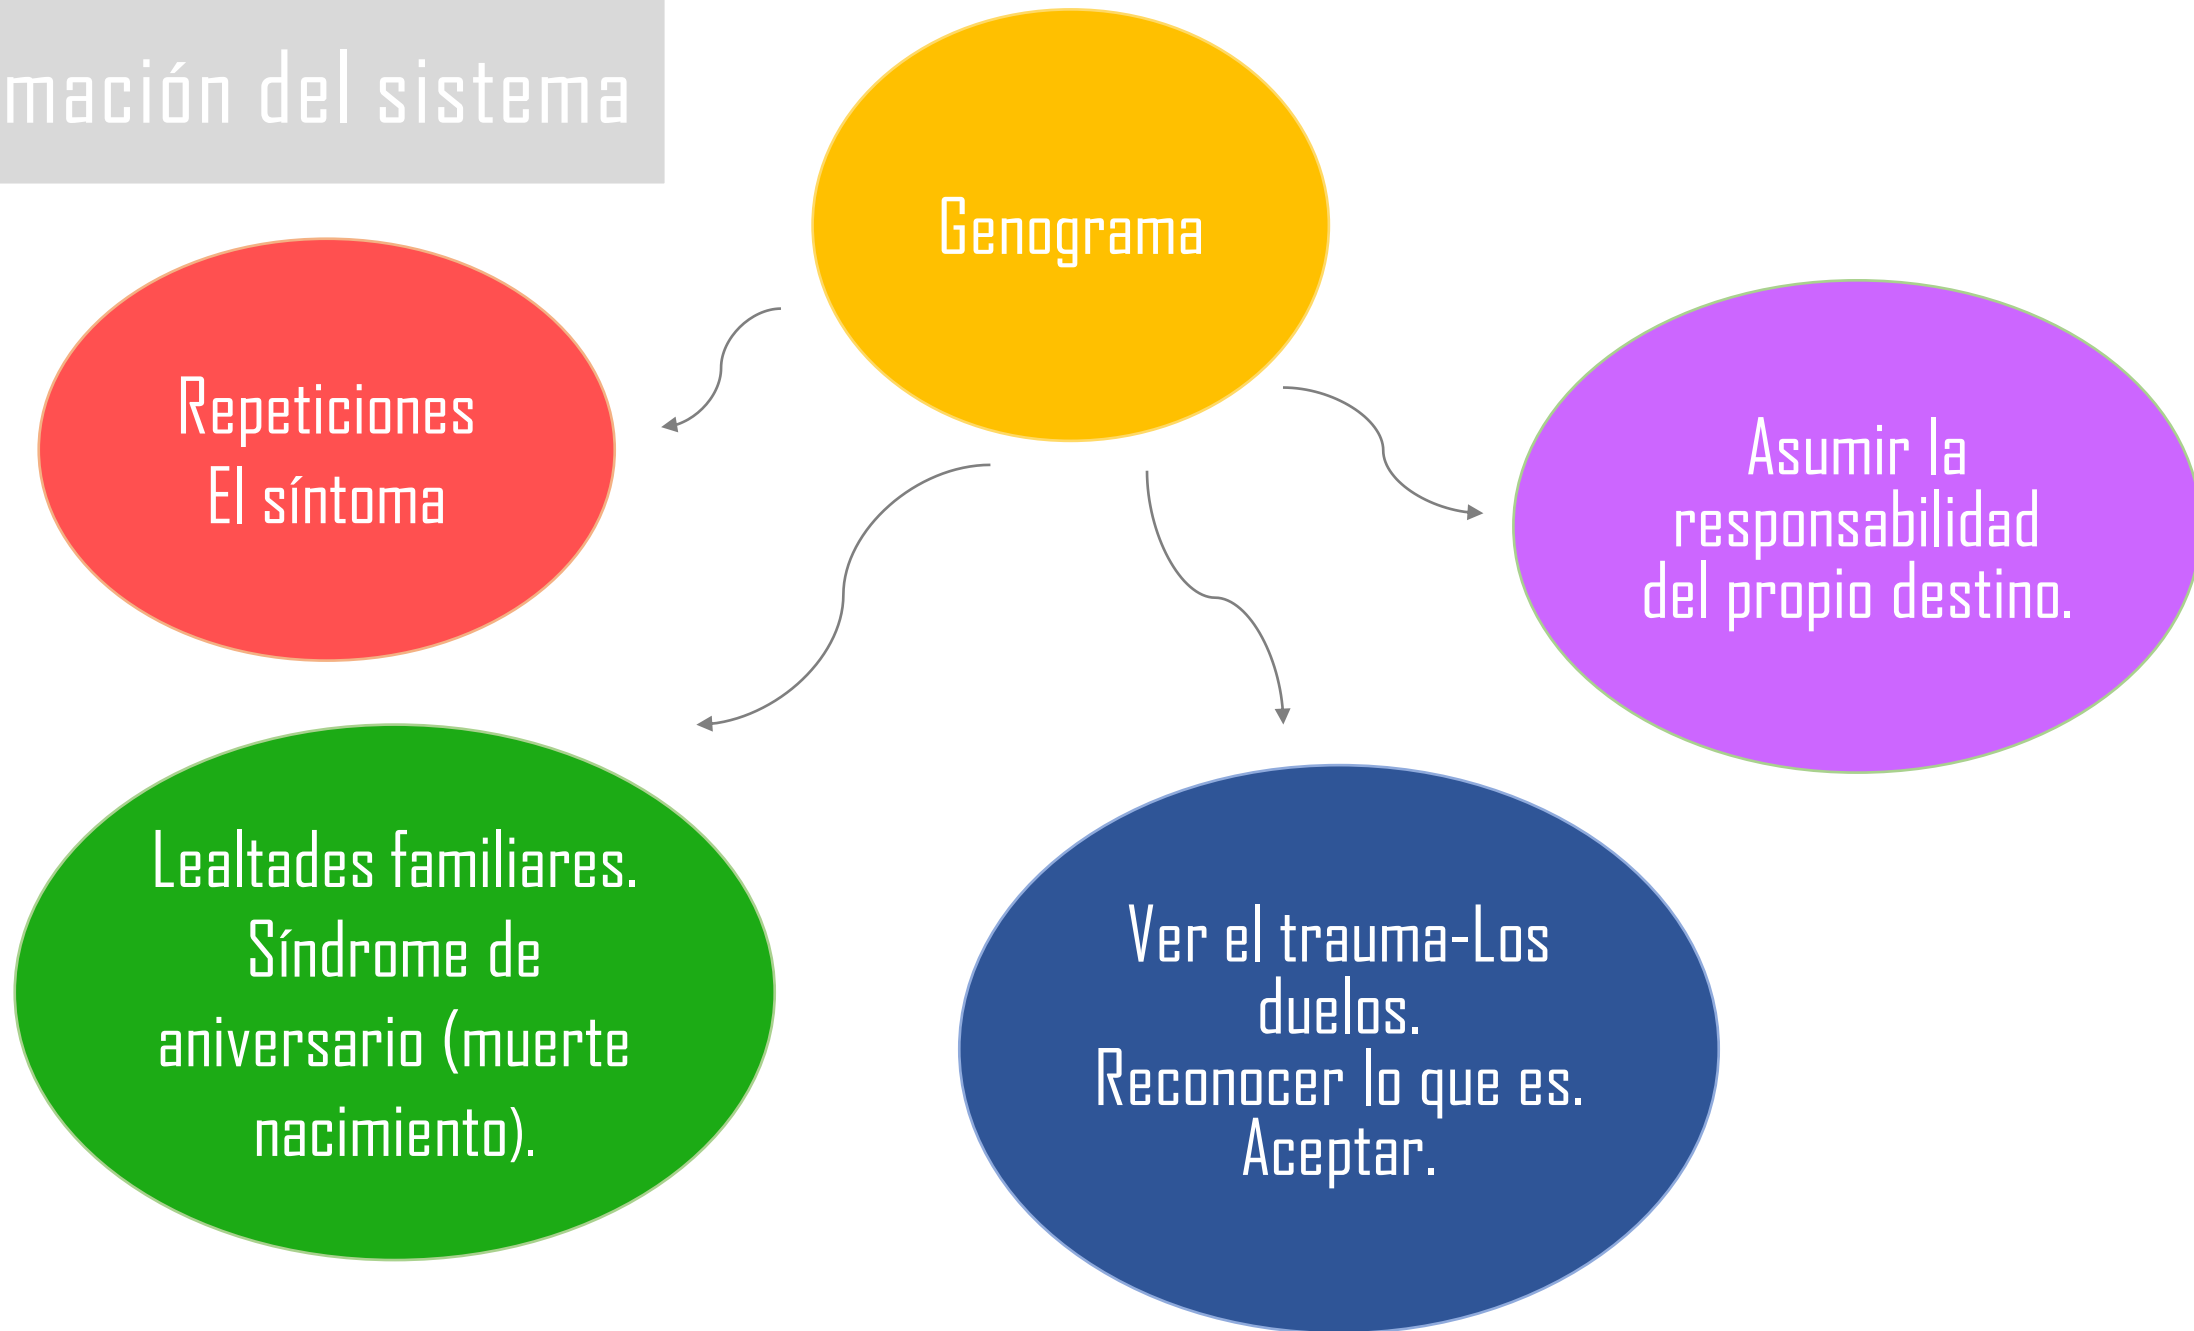 mación del sistema
Genograma
Repeticiones
El síntoma
Asumir la
responsabilidad
del propio destino.
Lealtades familiares.
Síndrome de
aniversario (muerte
nacimiento).
Ver el trauma-Los
duelos.
Reconocer lo que es.
Aceptar.